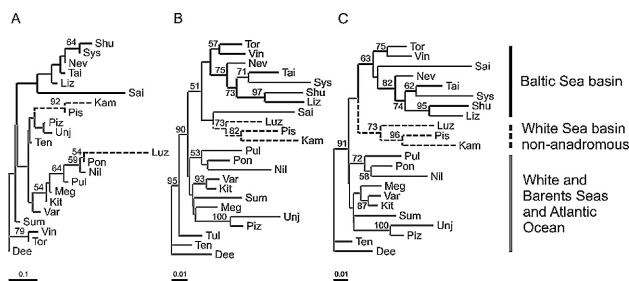 A
64
Shu
Sys
Nev
Tai
Liz
Sai
92
Kam
Pis
Piz
Unj
Ten
54
Luz
59
Pon
Nil
64
Pul
54
Meg
Kit
Var
Sum
79
Vin
Tor
Dee
0.1
B
57
Tor
Vin
Nev
75
71
Tai
Sys
73
97
Shu
Liz
51
Sai
73
Luz
82
Pis
Kam
90
Pul
53
Pon
Nil
93
Var
Kit
Sum
95
Meg
100
Unj
Piz
Tul
Ten
Dee
0.01
C
75
Tor
Vin
63
Sai
Nev
82
62
Tai
Sys
74
95
Shu
Liz
73
Luz
96
Pis
Kam
91
72
Pul
Pon
58
Nil
Meg
Var
87
Kit
Sum
100
Unj
Piz
Ten
Dee
0.01
Baltic Sea basin
White Sea basin
non-anadromous
White and
Barents Seas
and Atlantic
Ocean